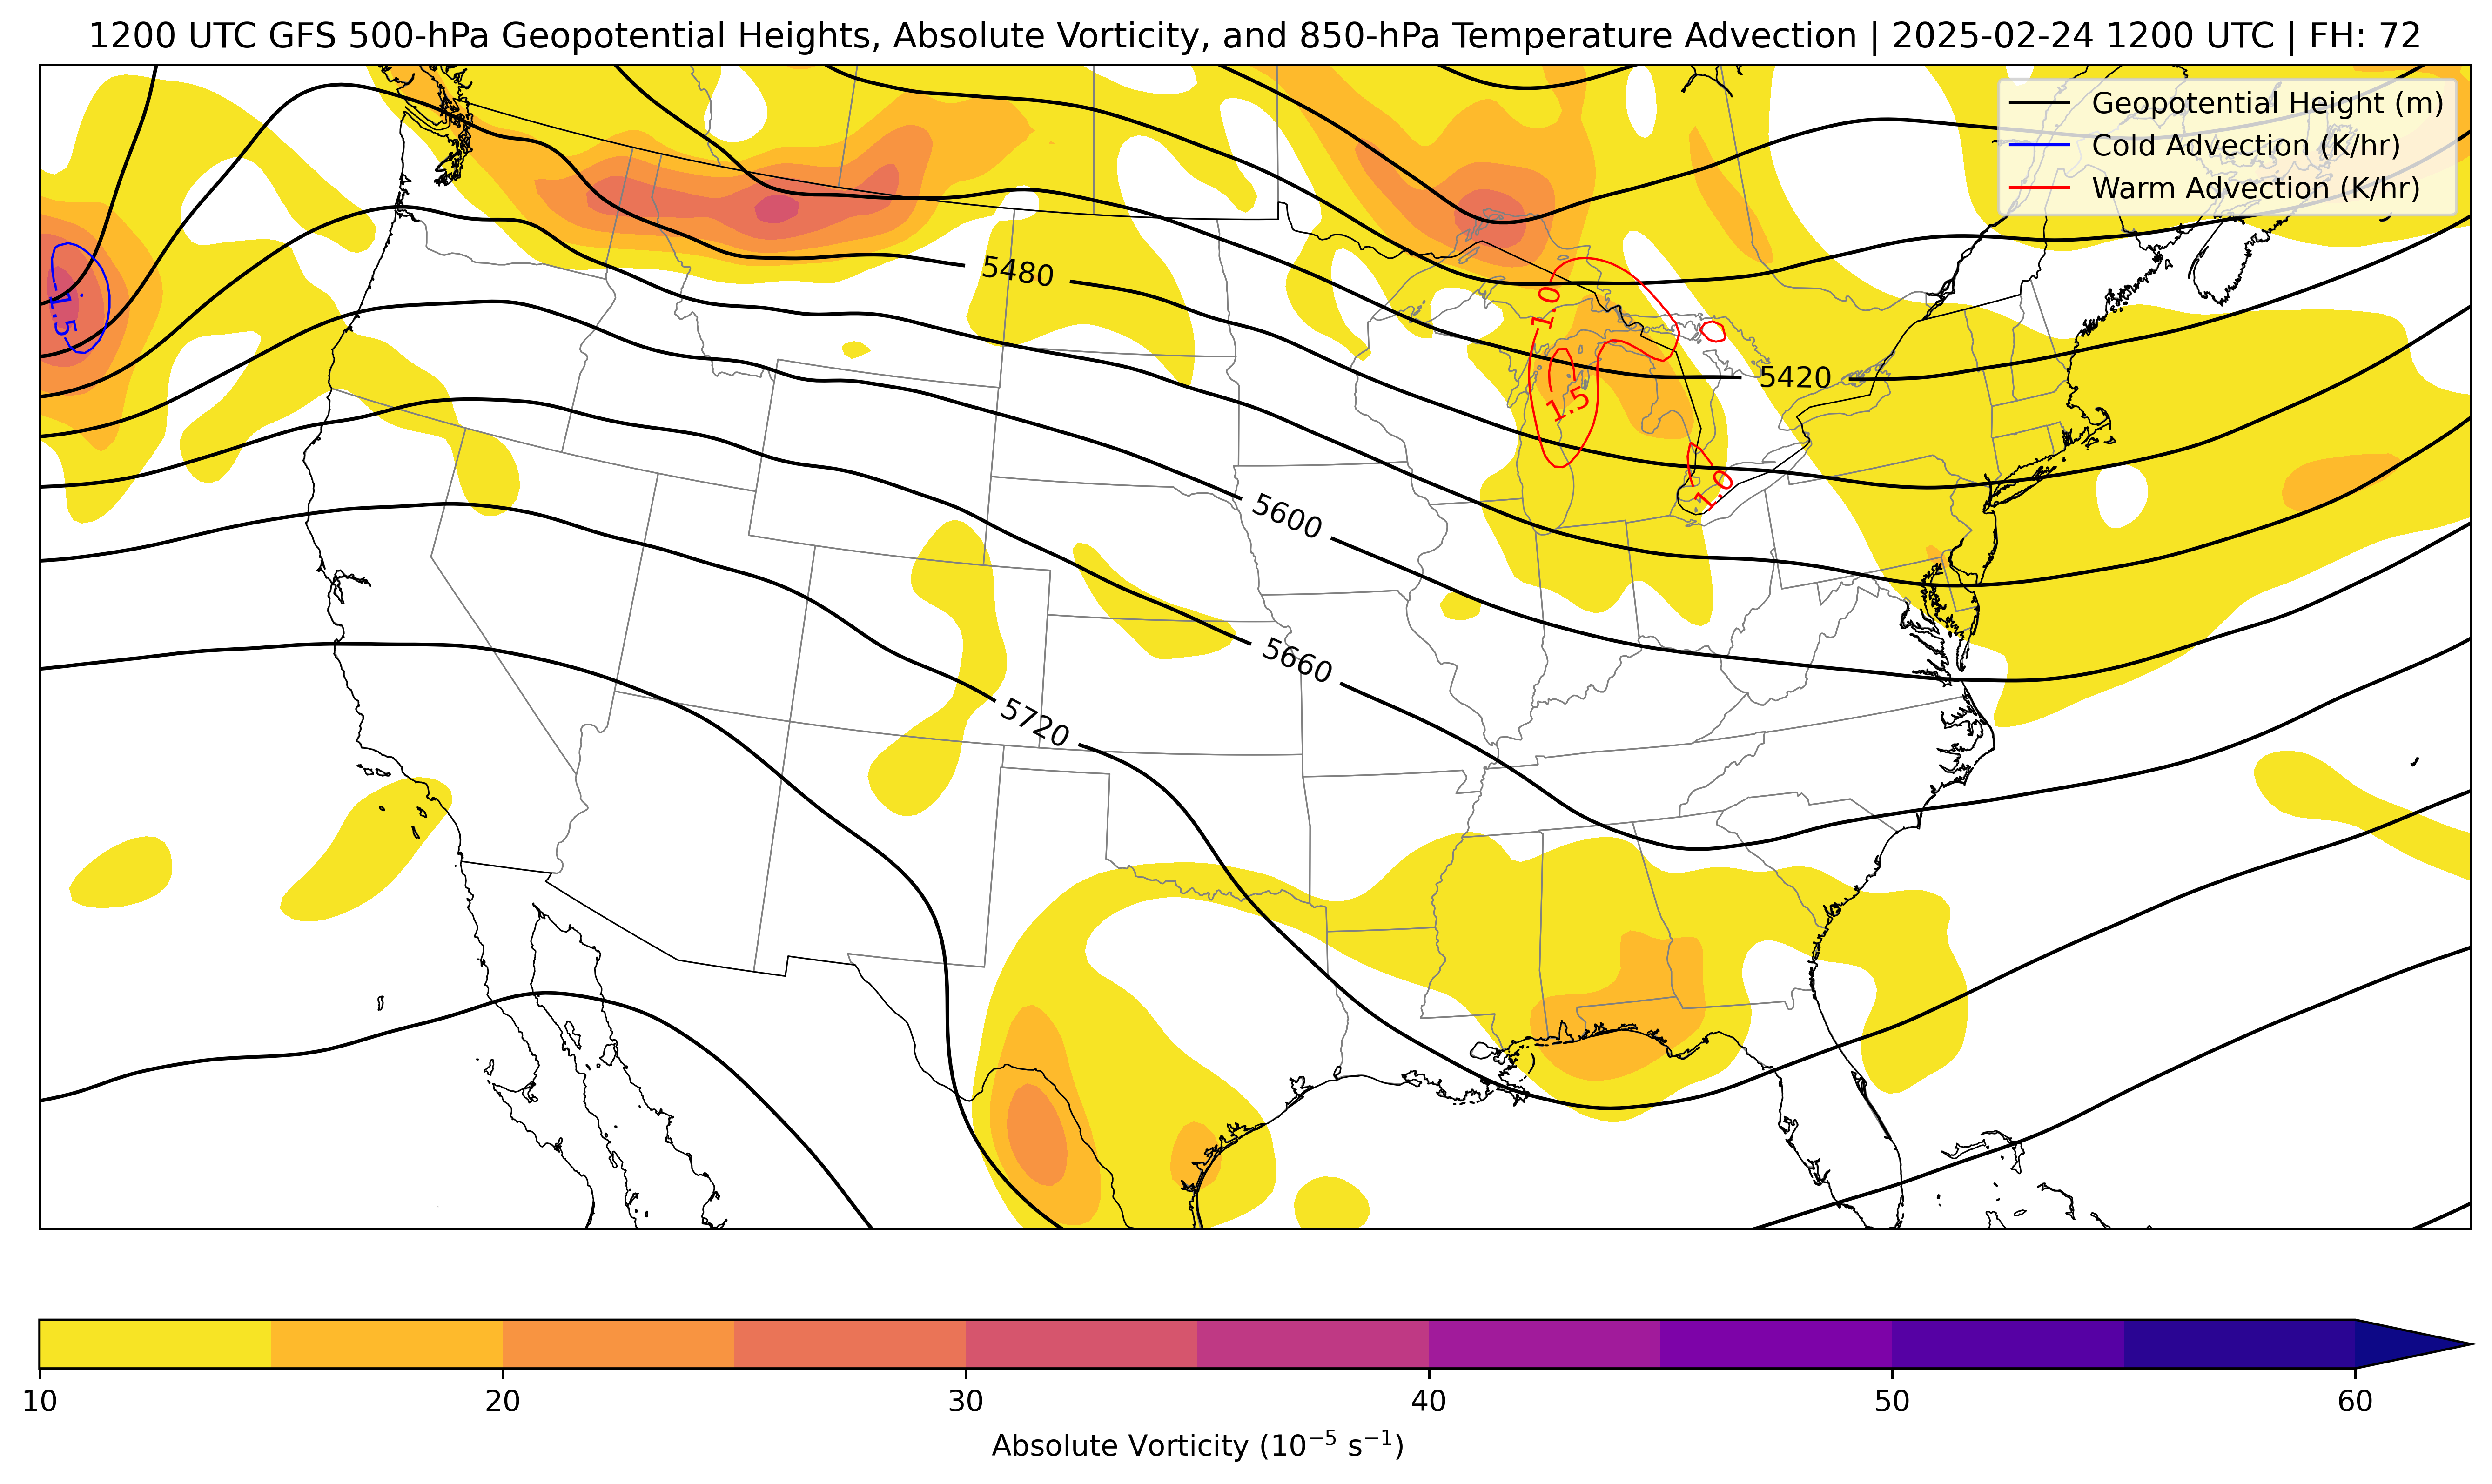 1200 UTC GFS 500-hPa Geopotential Heights, Absolute Vorticity, and 850-hPa Temperature Advection | 2025-02-24 1200 UTC | FH: 72
Geopotential Height (m)
Cold Advection (K/hr)
Warm Advection (K/hr)
5480
1.0
-1.5
5420
1.5
1.0
5600
5660
5720
10 20 30 40 50 60
Absolute Vorticity (10⁻⁵ s⁻¹)